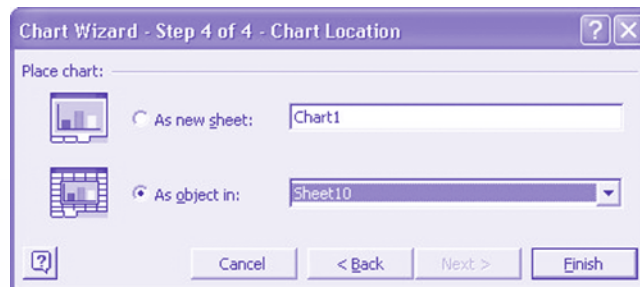 Chart Wizard - Step 4 of 4 - Chart Location
Place chart:
As new sheet: Chart1
As object in: Sheet10
Cancel < Back Next > Finish